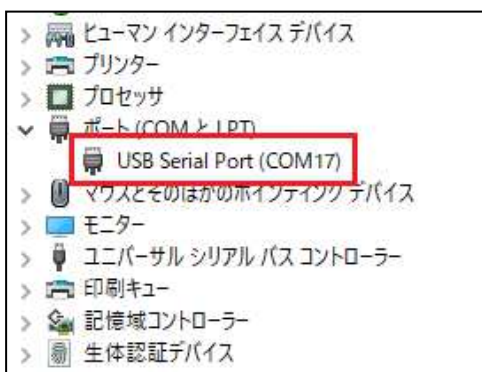 ヒューマン インターフェイス デバイス
プリンター
プロセッサ
ポート (COM と LPT)
USB Serial Port (COM17)
マウスとそのほかのポインティング デバイス
モニター
ユニバーサル シリアル バス コントローラー
印刷キュー
記憶域コントローラー
生体認証デバイス